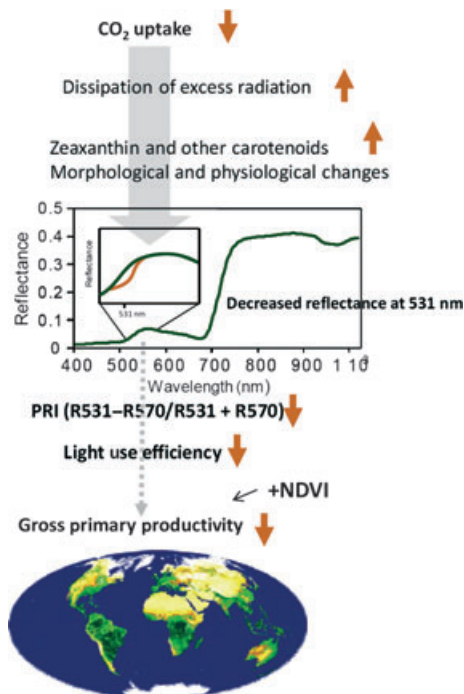 CO₂ uptake
Dissipation of excess radiation
Zeaxanthin and other carotenoids
Morphological and physiological changes
0.5
0.4
0.3
0.2
0.1
0
Reflectance
Reflectance
531 nm
Decreased reflectance at 531 nm
400 500 600 700 800 900 1 10³
Wavelength (nm)
PRI (R531–R570/R531 + R570)
Light use efficiency
+NDVI
Gross primary productivity